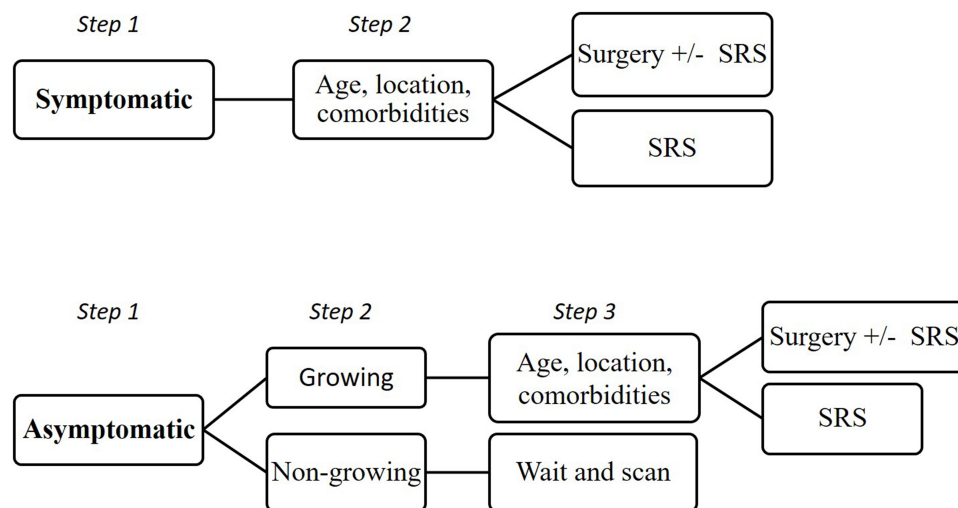 Step 1
Step 2
Symptomatic
Age, location,
comorbidities
Surgery +/- SRS
SRS
Step 1
Step 2
Step 3
Asymptomatic
Growing
Age, location,
comorbidities
Surgery +/- SRS
SRS
Non-growing
Wait and scan